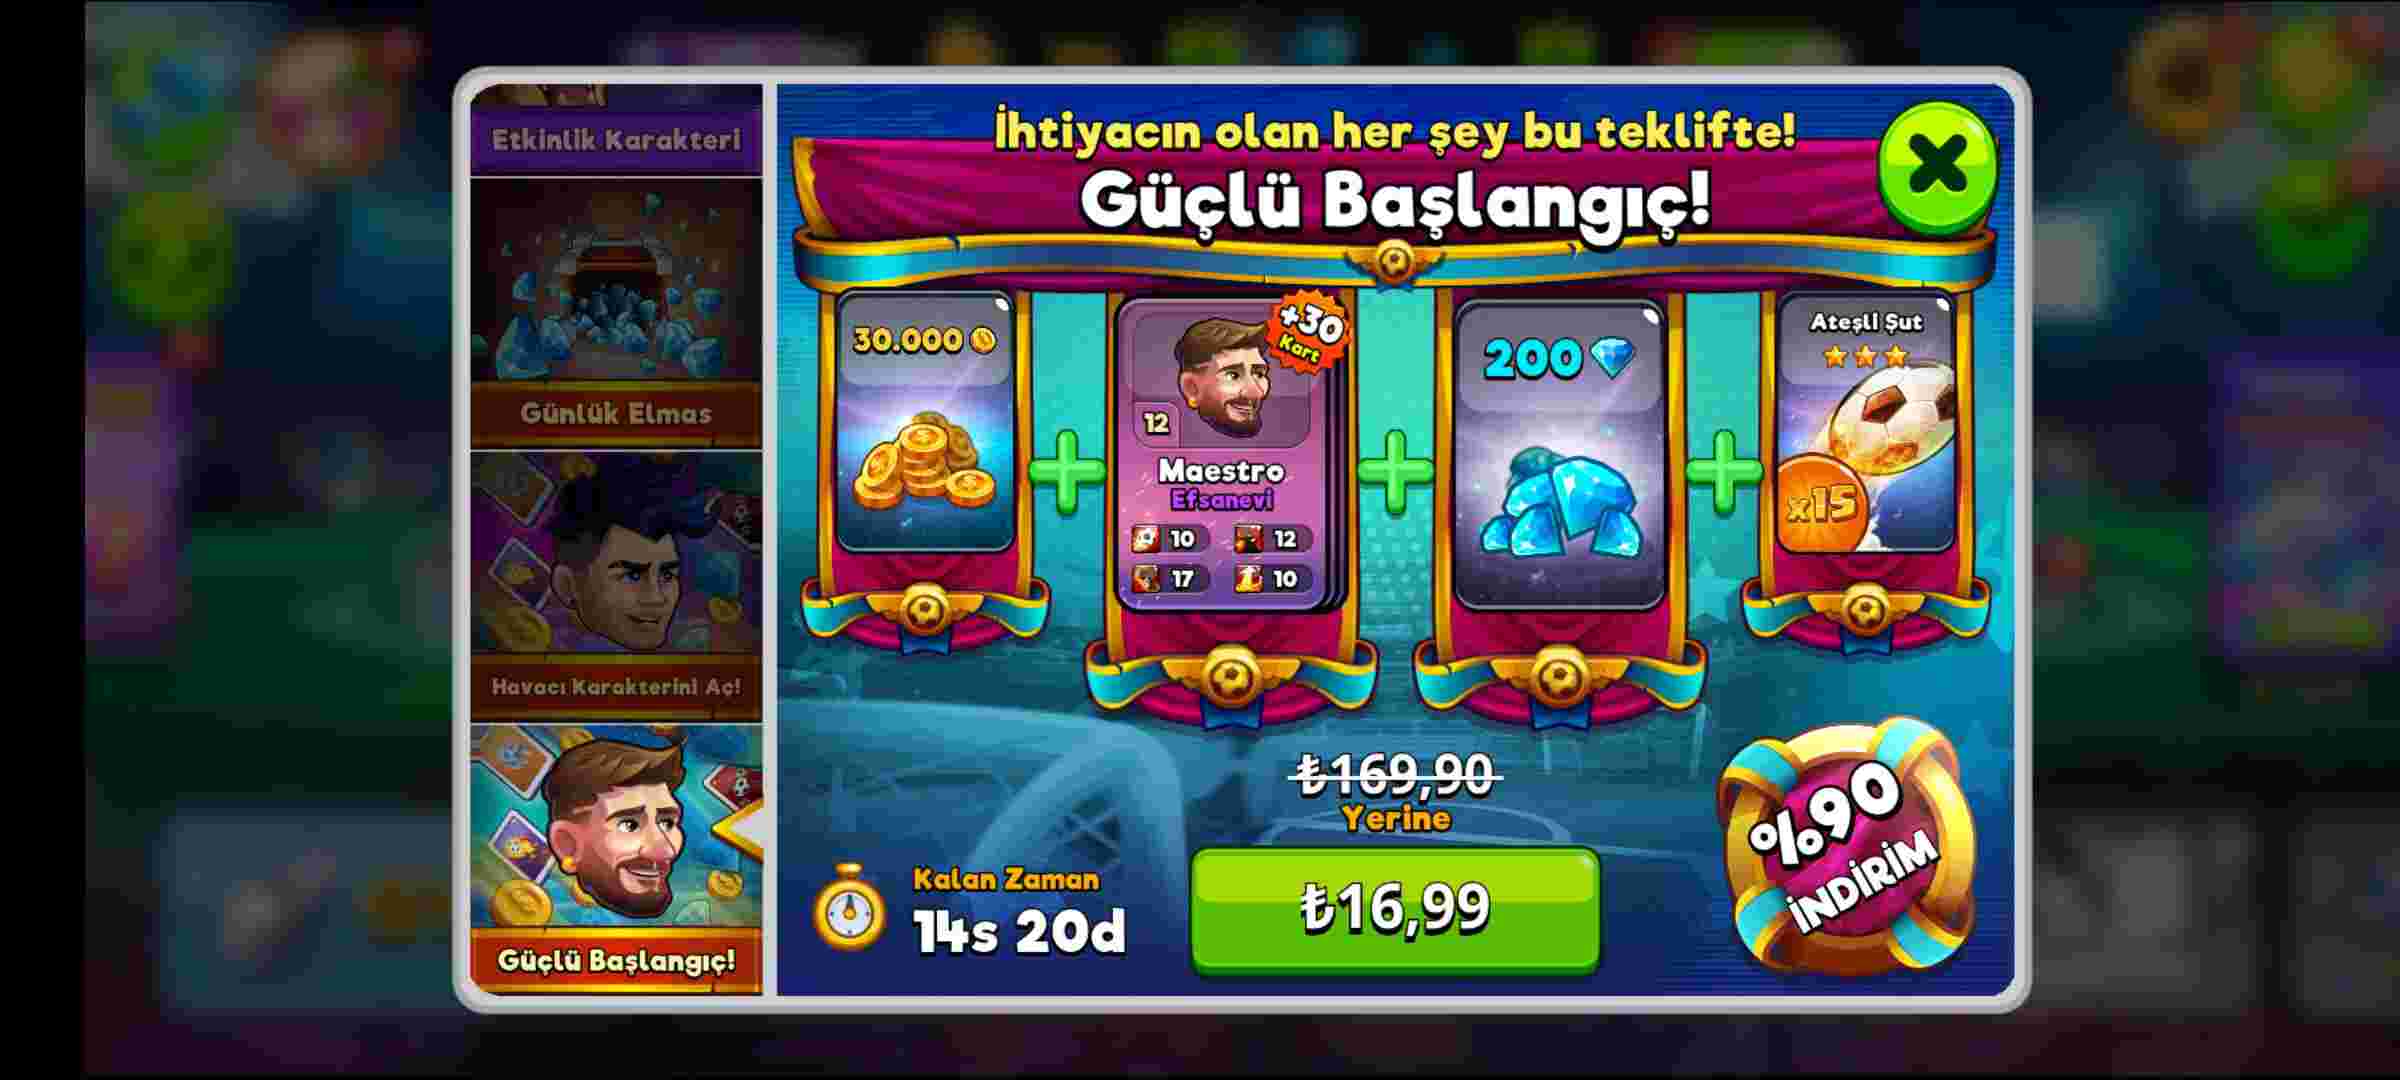 Etkinlik Karakteri
Günlük Elmas
Havacı Karakterini Aç!
Güçlü Başlangıç!
İhtiyacın olan her şey bu teklifte!
Güçlü Başlangıç!
30.000
+30
Kart
12
Maestro
Efsanevi
10 12
17 10
200
Ateşli Şut
x15
₺169,90
Yerine
Kalan Zaman
14s 20d
₺16,99
%90
İNDİRİM